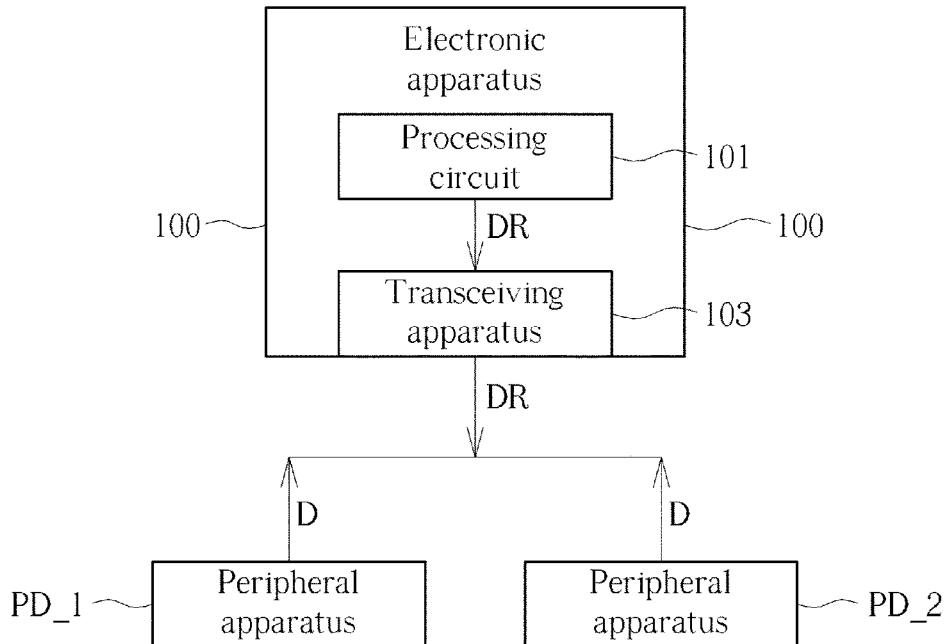 Electronic
apparatus
Processing
circuit
101
DR
100
100
Transceiving
apparatus
103
DR
D
D
PD_1
Peripheral
apparatus
Peripheral
apparatus
PD_2